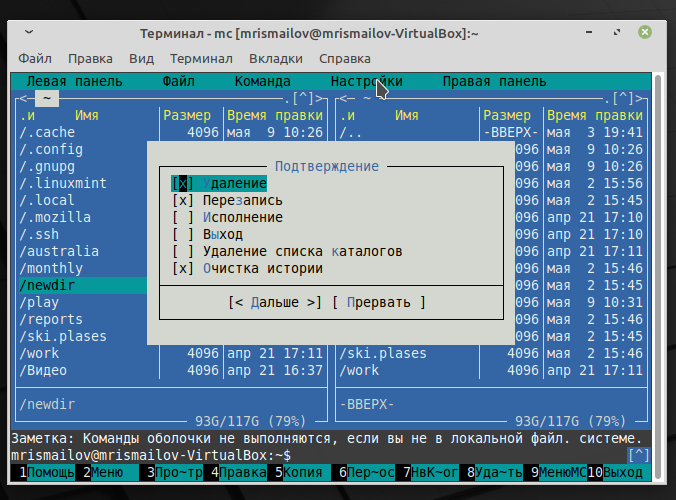 Терминал - mc [mrismailov@mrismailov-VirtualBox]:~
Файл Правка Вид Терминал Вкладки Справка
Левая панель Файл Команда Настройки Правая панель
<— ~ .[^]> <— ~ .[^]>
.и Имя Размер Время правки .и Имя Размер Время правки
/.cache 4096 мая 9 10:26 /.. -ВВЕРХ- мая 3 19:41
/.config 096 мая 9 10:26
/.gnupg Подтверждение 096 мая 9 10:26
/.linuxmint [x] Удаление 096 мая 2 15:56
/.local [x] Перезапись 096 мая 2 15:45
/.mozilla [ ] Исполнение 096 апр 21 17:10
/.ssh [ ] Выход 096 апр 21 17:10
/australia [ ] Удаление списка каталогов 096 апр 21 17:11
/monthly [x] Очистка истории 096 мая 2 15:46
/newdir 096 мая 2 15:45
/play [< Дальше >] [ Прервать ] 096 мая 9 10:31
/reports 096 мая 2 15:46
/ski.plases 096 мая 2 15:45
/work 4096 апр 21 17:11 /ski.plases 4096 мая 2 15:46
/Видео 4096 апр 21 16:37 /work 4096 апр 21 17:11
/newdir -ВВЕРХ-
93G/117G (79%) 93G/117G (79%)
Заметка: Команды оболочки не выполняются, если вы не в локальной файл. системе.
mrismailov@mrismailov-VirtualBox:~$ [^]
1Помощь 2Меню 3Про~тр 4Правка 5Копия 6Пер~ос 7НвК~ог 8Уда~ть 9МенюMC 10Выход